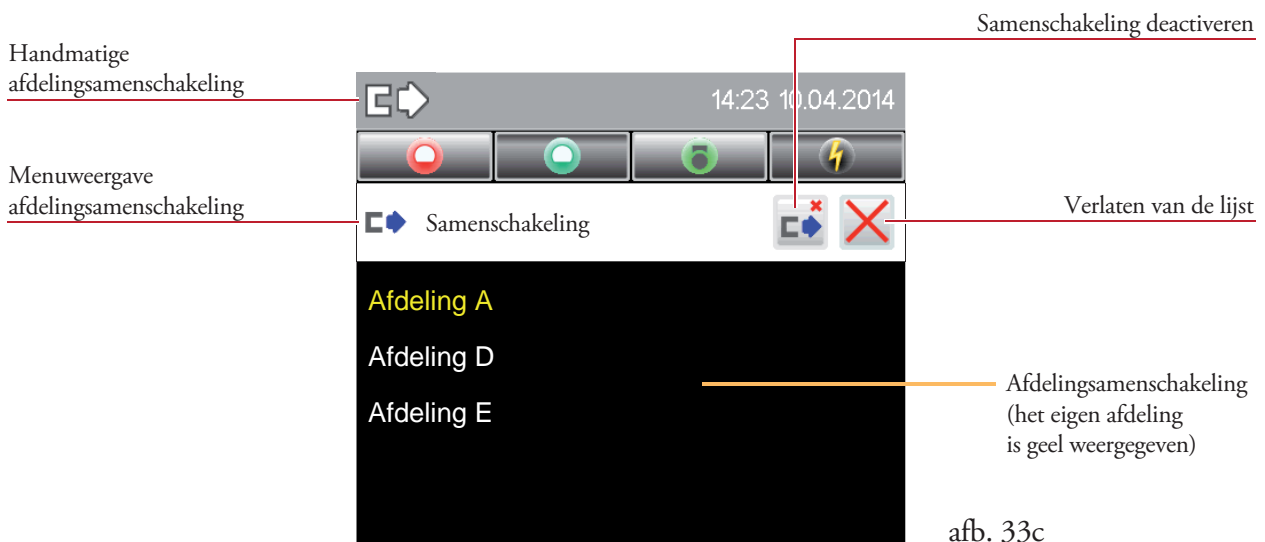 Samenschakeling deactiveren
Handmatige
afdelingsamenschakeling
14:23 10.04.2014
Menuweergave
afdelingsamenschakeling
Samenschakeling
Verlaten van de lijst
Afdeling A
Afdeling D
Afdeling E
Afdelingsamenschakeling
(het eigen afdeling
is geel weergegeven)
afb. 33c